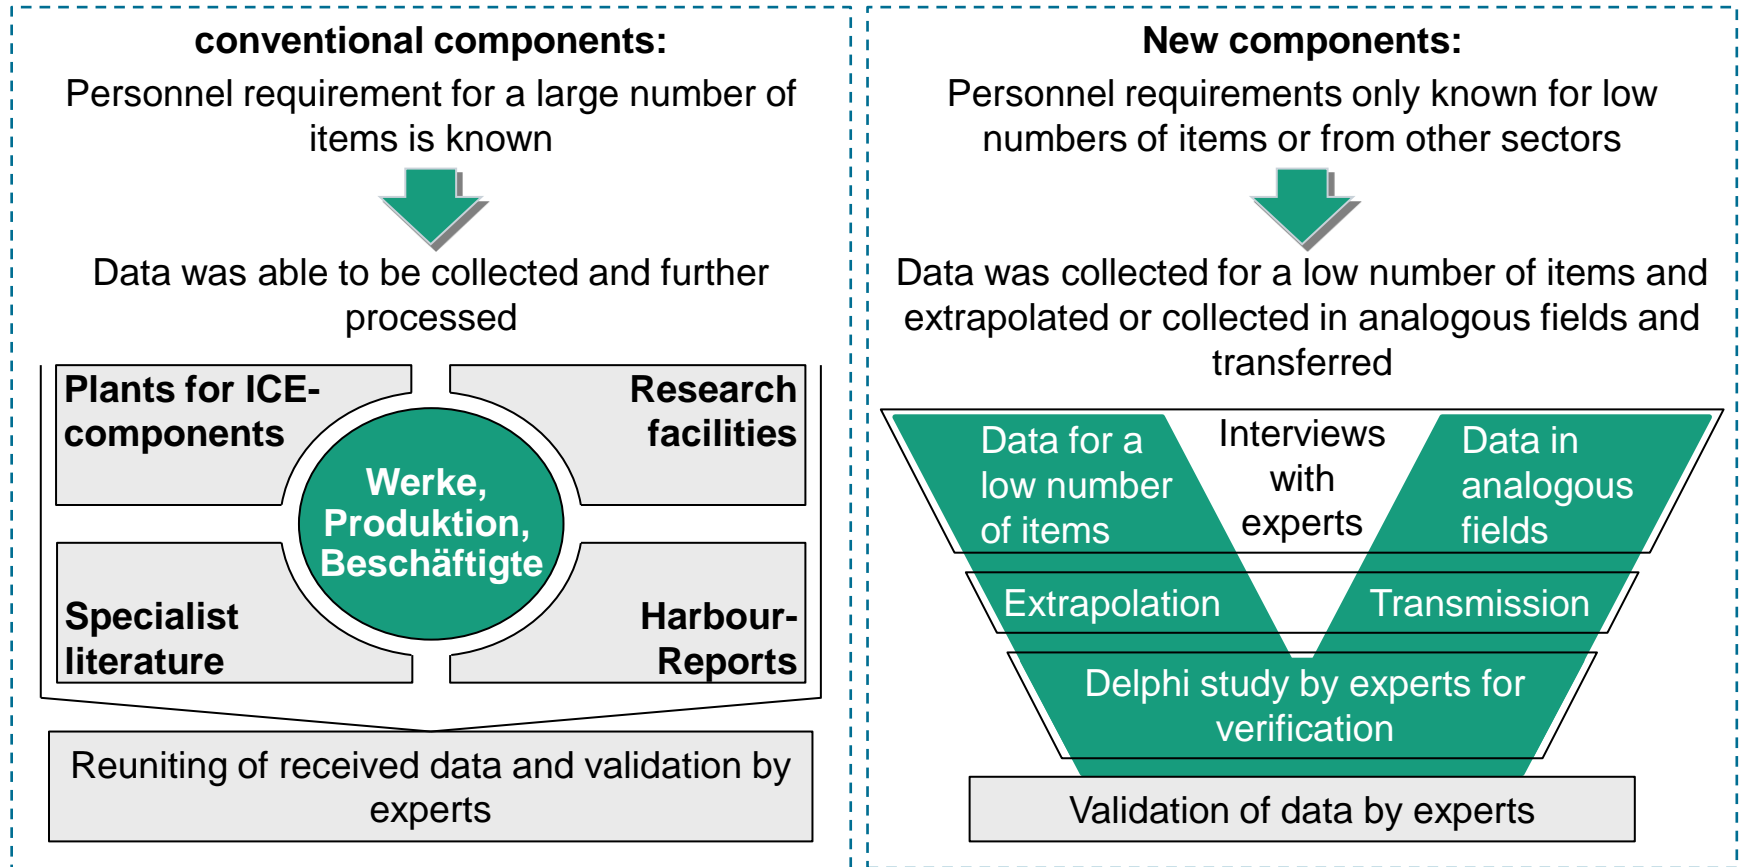 conventional components:
Personnel requirement for a large number of
items is known
Data was able to be collected and further
processed
Plants for ICE-
components
Research
facilities
Werke,
Produktion,
Beschäftigte
Specialist
literature
Harbour-
Reports
Reuniting of received data and validation by
experts
New components:
Personnel requirements only known for low
numbers of items or from other sectors
Data was collected for a low number of items and
extrapolated or collected in analogous fields and
transferred
Data for a
low number
of items
Interviews
with
experts
Data in
analogous
fields
Extrapolation
Transmission
Delphi study by experts for
verification
Validation of data by experts